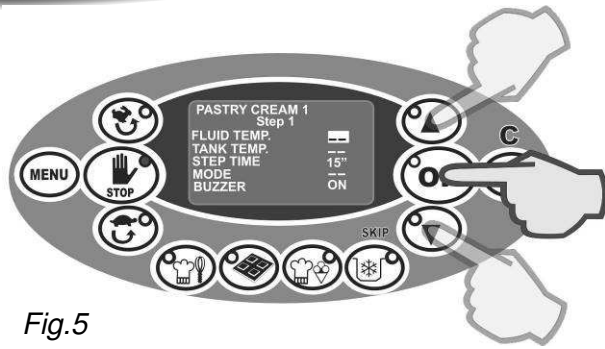 PASTRY CREAM 1
Step 1
FLUID TEMP. --
TANK TEMP. --
STEP TIME 15”
MODE --
BUZZER ON
MENU
STOP
C
SKIP
Fig.5